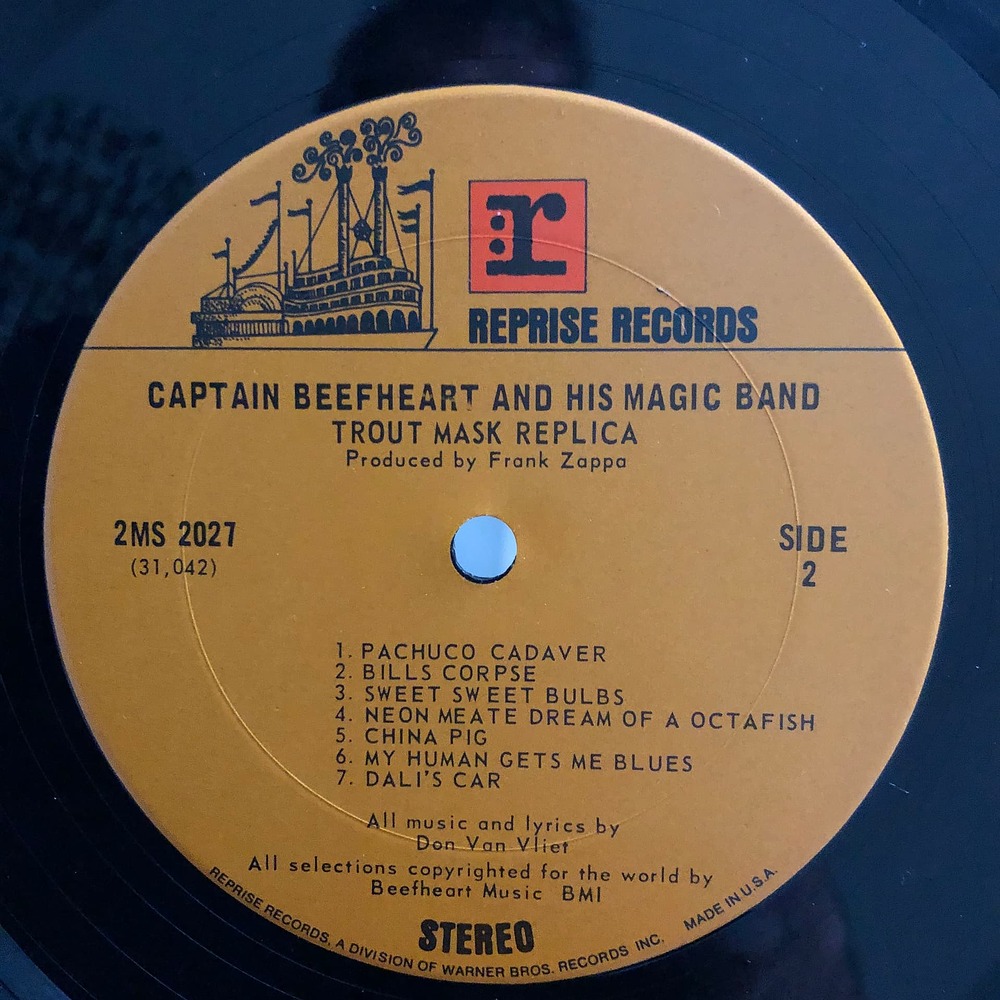 r
REPRISE RECORDS
CAPTAIN BEEFHEART AND HIS MAGIC BAND
TROUT MASK REPLICA
Produced by Frank Zappa
2MS 2027
(31,042)
SIDE
2
1. PACHUCO CADAVER
2. BILLS CORPSE
3. SWEET SWEET BULBS
4. NEON MEATE DREAM OF A OCTAFISH
5. CHINA PIG
6. MY HUMAN GETS ME BLUES
7. DALI'S CAR
All music and lyrics by
Don Van Vliet
All selections copyrighted for the world by
Beefheart Music BMI
STEREO
REPRISE RECORDS, A DIVISION OF WARNER BROS. RECORDS INC. MADE IN U.S.A.